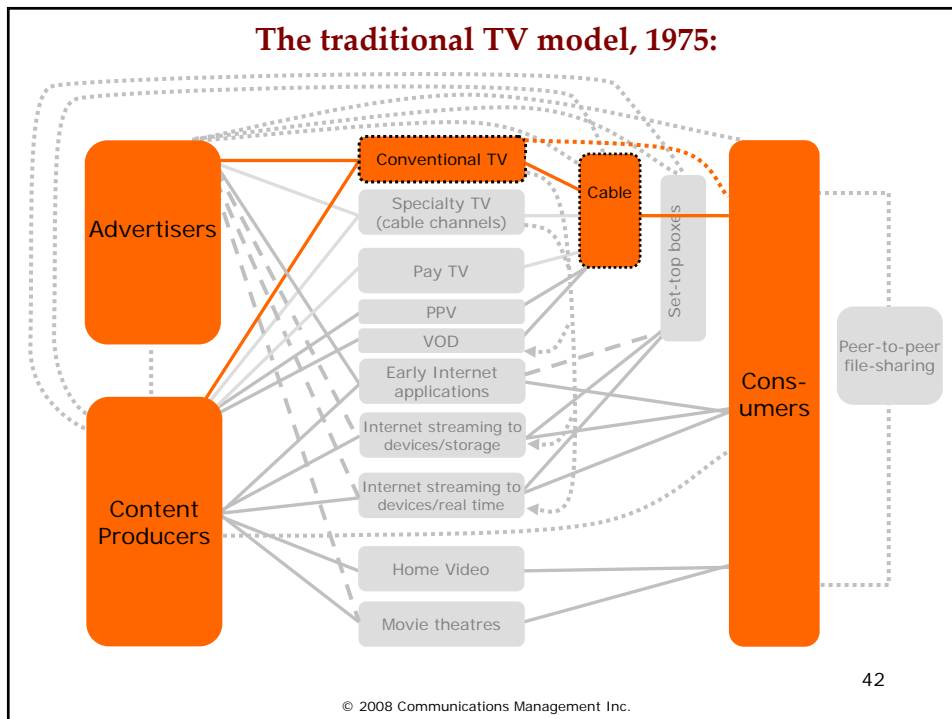 The traditional TV model, 1975:
Advertisers
Content
Producers
Conventional TV
Specialty TV
(cable channels)
Pay TV
PPV
VOD
Early Internet
applications
Internet streaming to
devices/storage
Internet streaming to
devices/real time
Home Video
Movie theatres
Cable
Set-top boxes
Cons-
umers
Peer-to-peer
file-sharing
42
© 2008 Communications Management Inc.